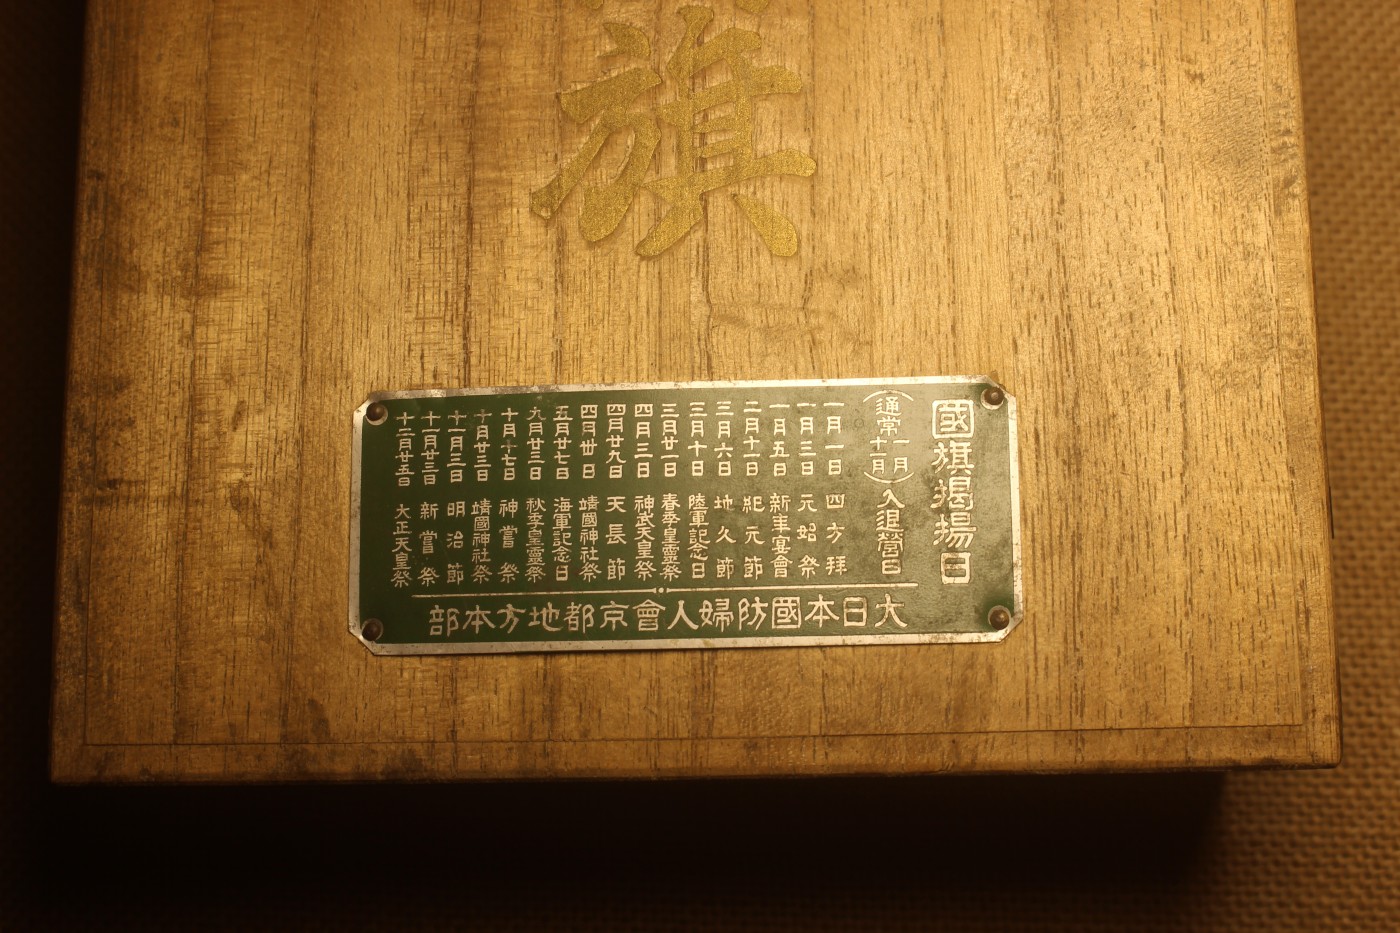 旗
國旗掲揚日
(通常 一月 十二月) 入退營日
一月一日 四方拜
一月三日 元始祭
一月五日 新年宴會
二月十一日 紀元節
三月六日 地久節
三月十日 陸軍記念日
三月廿一日 春季皇靈祭
四月三日 神武天皇祭
四月廿九日 天長節
四月卅日 靖國神社祭
五月廿七日 海軍記念日
九月廿三日 秋季皇靈祭
十月十七日 神嘗祭
十月廿三日 靖國神社祭
十一月三日 明治節
十一月廿三日 新嘗祭
十二月廿五日 大正天皇祭
大日本國防婦人會京都地方本部